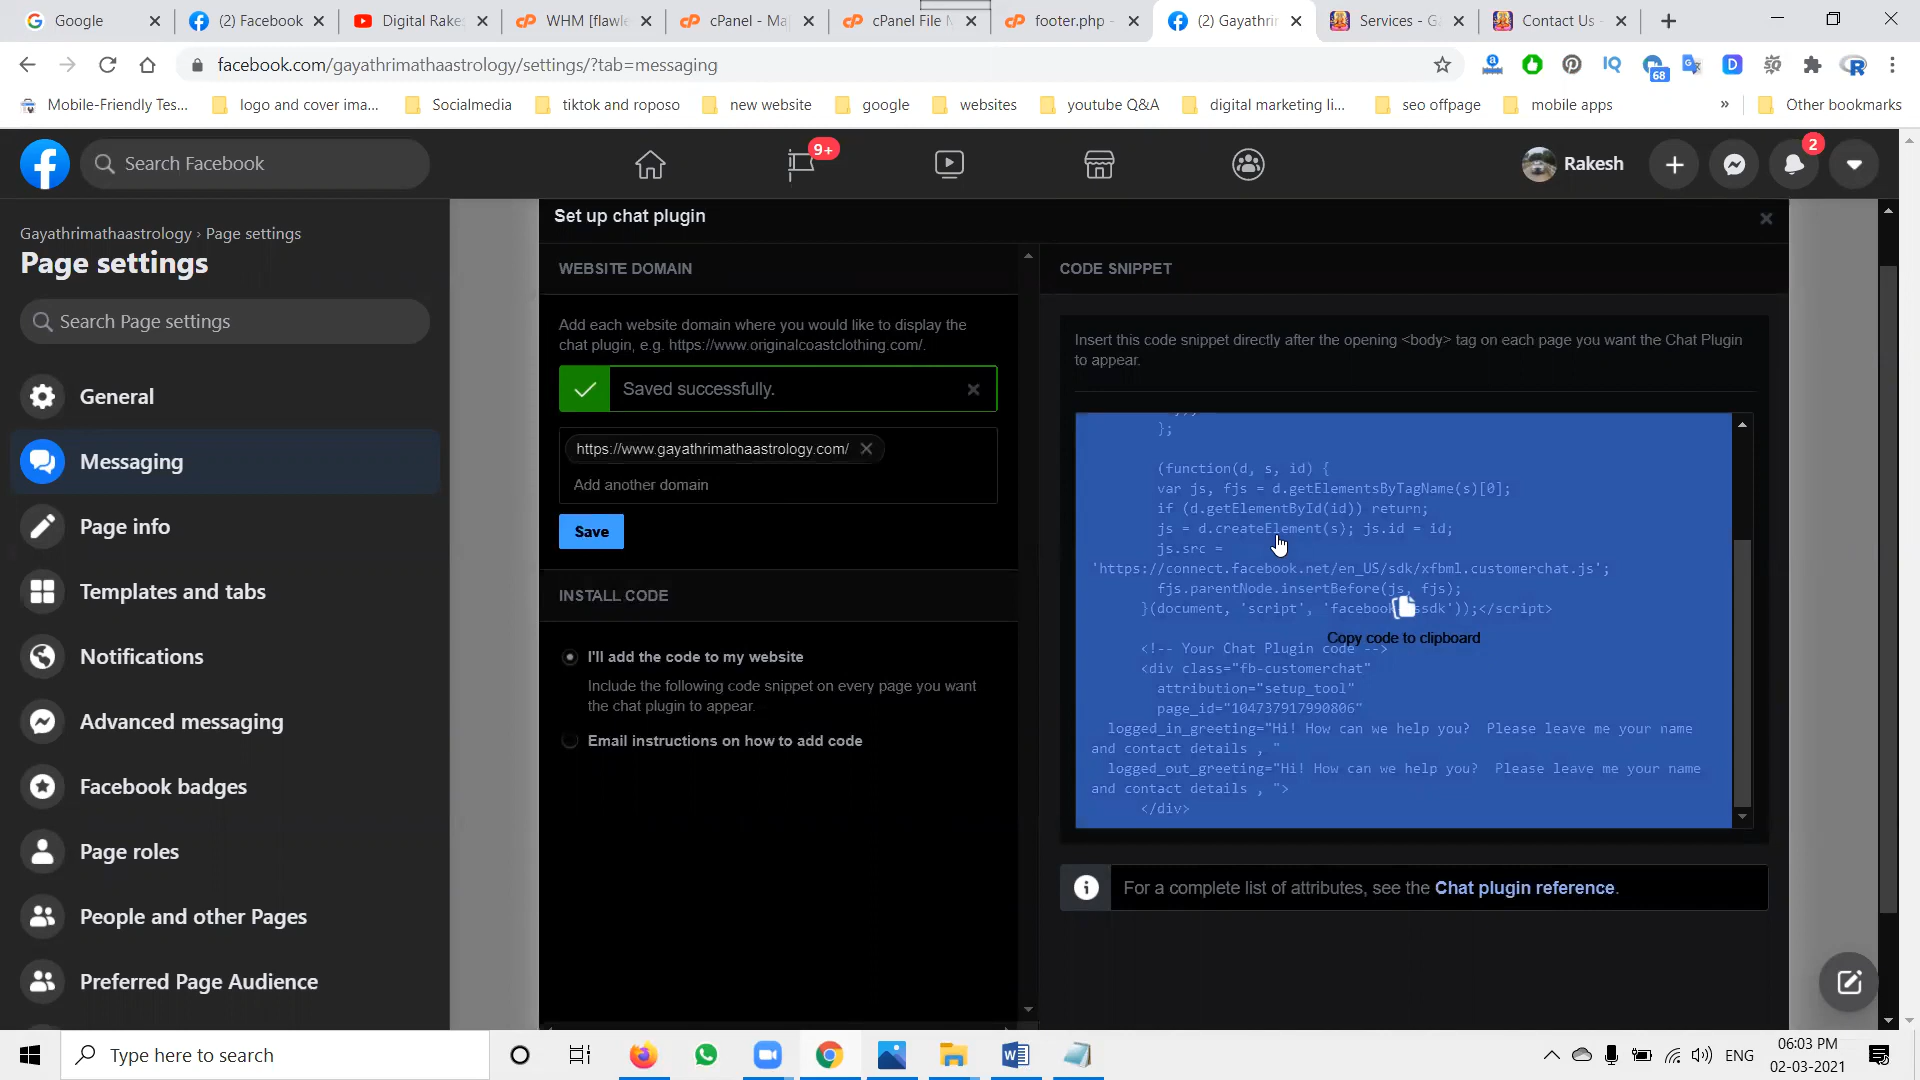 Google
(2) Facebook
Digital Rake
WHM [flawle
cPanel - Ma
cPanel File M
footer.php -
(2) Gayathri
Services - Ga
Contact Us -
facebook.com/gayathrimathaastrology/settings/?tab=messaging
68
Mobile-Friendly Tes...
logo and cover ima...
Socialmedia
tiktok and roposo
new website
google
websites
youtube Q&A
digital marketing li...
seo offpage
mobile apps
»
Other bookmarks
Search Facebook
9+
Rakesh
2
Gayathrimathaastrology › Page settings
Page settings
Search Page settings
General
Messaging
Page info
Templates and tabs
Notifications
Advanced messaging
Facebook badges
Page roles
People and other Pages
Preferred Page Audience
Set up chat plugin
WEBSITE DOMAIN
Add each website domain where you would like to display the
chat plugin, e.g. https://www.originalcoastclothing.com/.
Saved successfully.
https://www.gayathrimathaastrology.com/
Add another domain
Save
INSTALL CODE
I'll add the code to my website
Include the following code snippet on every page you want
the chat plugin to appear.
Email instructions on how to add code
CODE SNIPPET
Insert this code snippet directly after the opening <body> tag on each page you want the Chat Plugin
to appear.
};
(function(d, s, id) {
var js, fjs = d.getElementsByTagName(s)[0];
if (d.getElementById(id)) return;
js = d.createElement(s); js.id = id;
js.src =
'https://connect.facebook.net/en_US/sdk/xfbml.customerchat.js';
fjs.parentNode.insertBefore(js, fjs);
}(document, 'script', 'facebook-jssdk'));</script>
Copy code to clipboard
<!-- Your Chat Plugin code -->
<div class="fb-customerchat"
attribution="setup_tool"
page_id="104737917990806"
logged_in_greeting="Hi! How can we help you?  Please leave me your name
and contact details , "
logged_out_greeting="Hi! How can we help you?  Please leave me your name
and contact details , ">
</div>
For a complete list of attributes, see the Chat plugin reference.
Type here to search
ENG
06:03 PM
02-03-2021